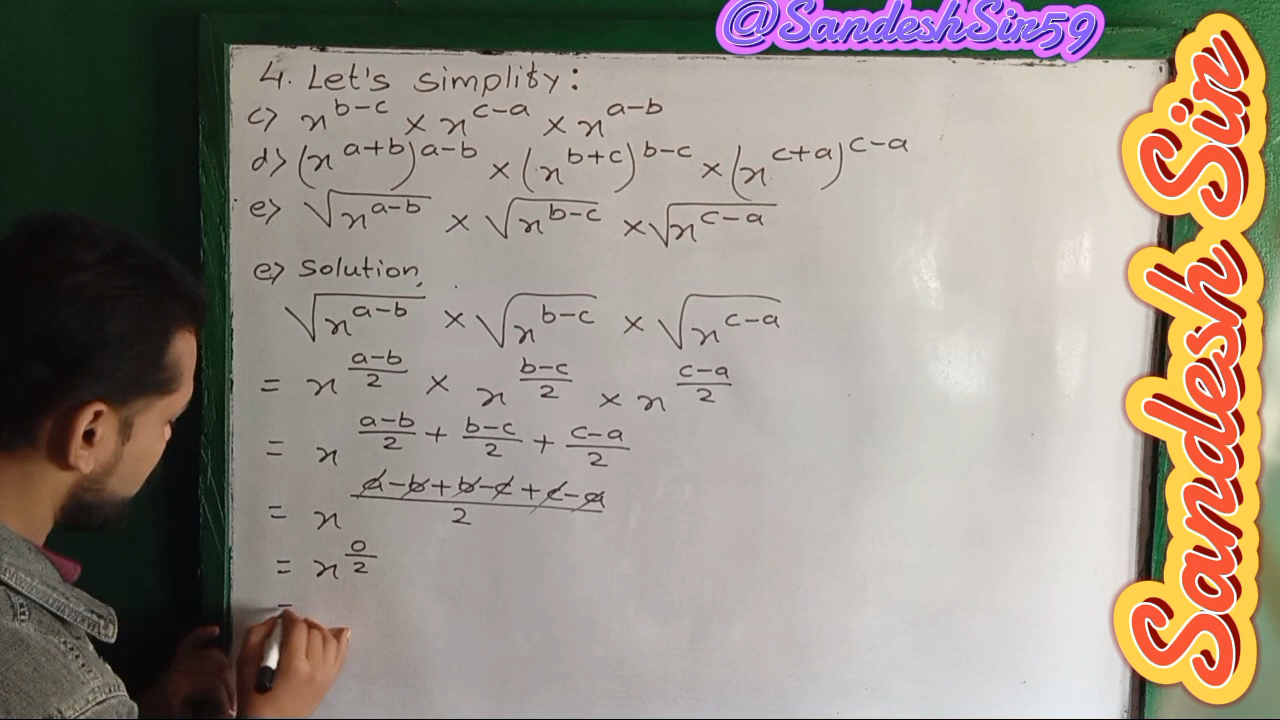 @SandeshSir59
4. Let's simplify:
c) x^{b-c} × x^{c-a} × x^{a-b}
d) (x^{a+b})^{a-b} × (x^{b+c})^{b-c} × (x^{c+a})^{c-a}
e) √(x^{a-b}) × √(x^{b-c}) × √(x^{c-a})
e) Solution,
√(x^{a-b}) × √(x^{b-c}) × √(x^{c-a})
= x^{(a-b)/2} × x^{(b-c)/2} × x^{(c-a)/2}
= x^{(a-b)/2 + (b-c)/2 + (c-a)/2}
= x^{(a-b+b-c+c-a)/2}
= x^{0/2}
=
Sandesh Sir